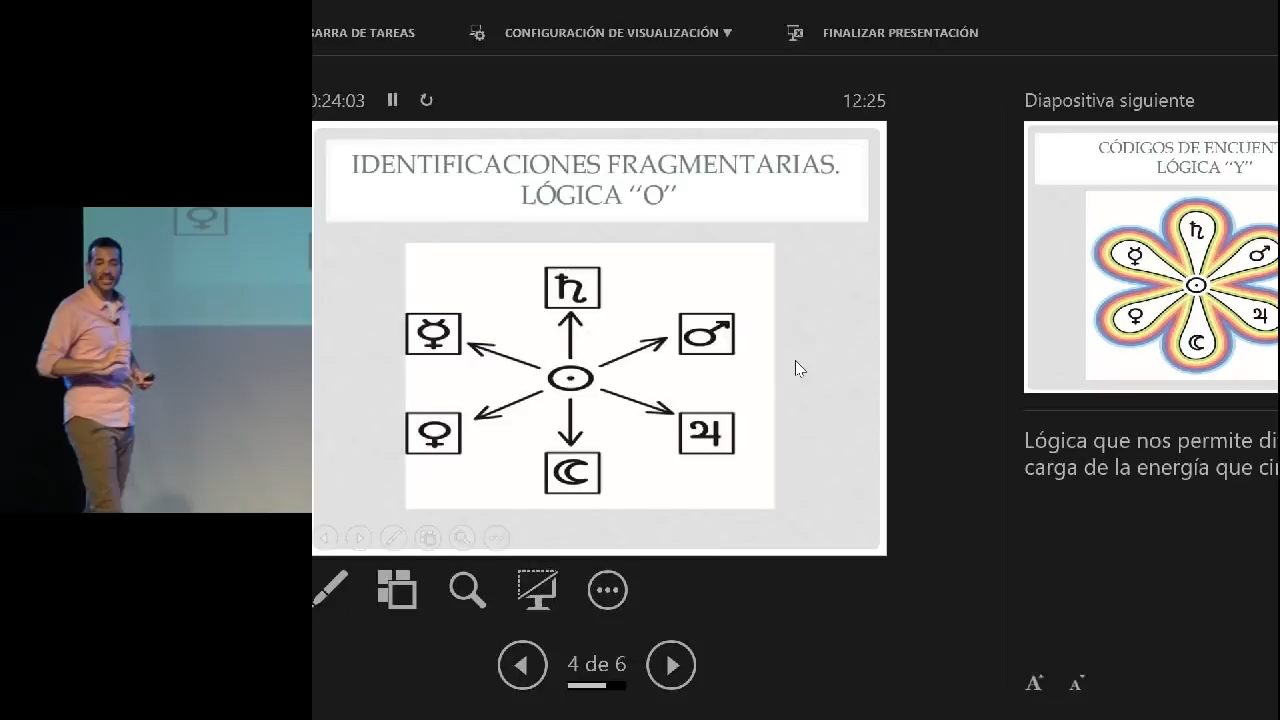 BARRA DE TAREAS
CONFIGURACIÓN DE VISUALIZACIÓN ▼
FINALIZAR PRESENTACIÓN
0:24:03
12:25
Diapositiva siguiente
IDENTIFICACIONES FRAGMENTARIAS.
LÓGICA ‘‘O’’
CÓDIGOS DE ENCUEN
LÓGICA ‘‘Y’’
Lógica que nos permite di
carga de la energía que ci
4 de 6
A A